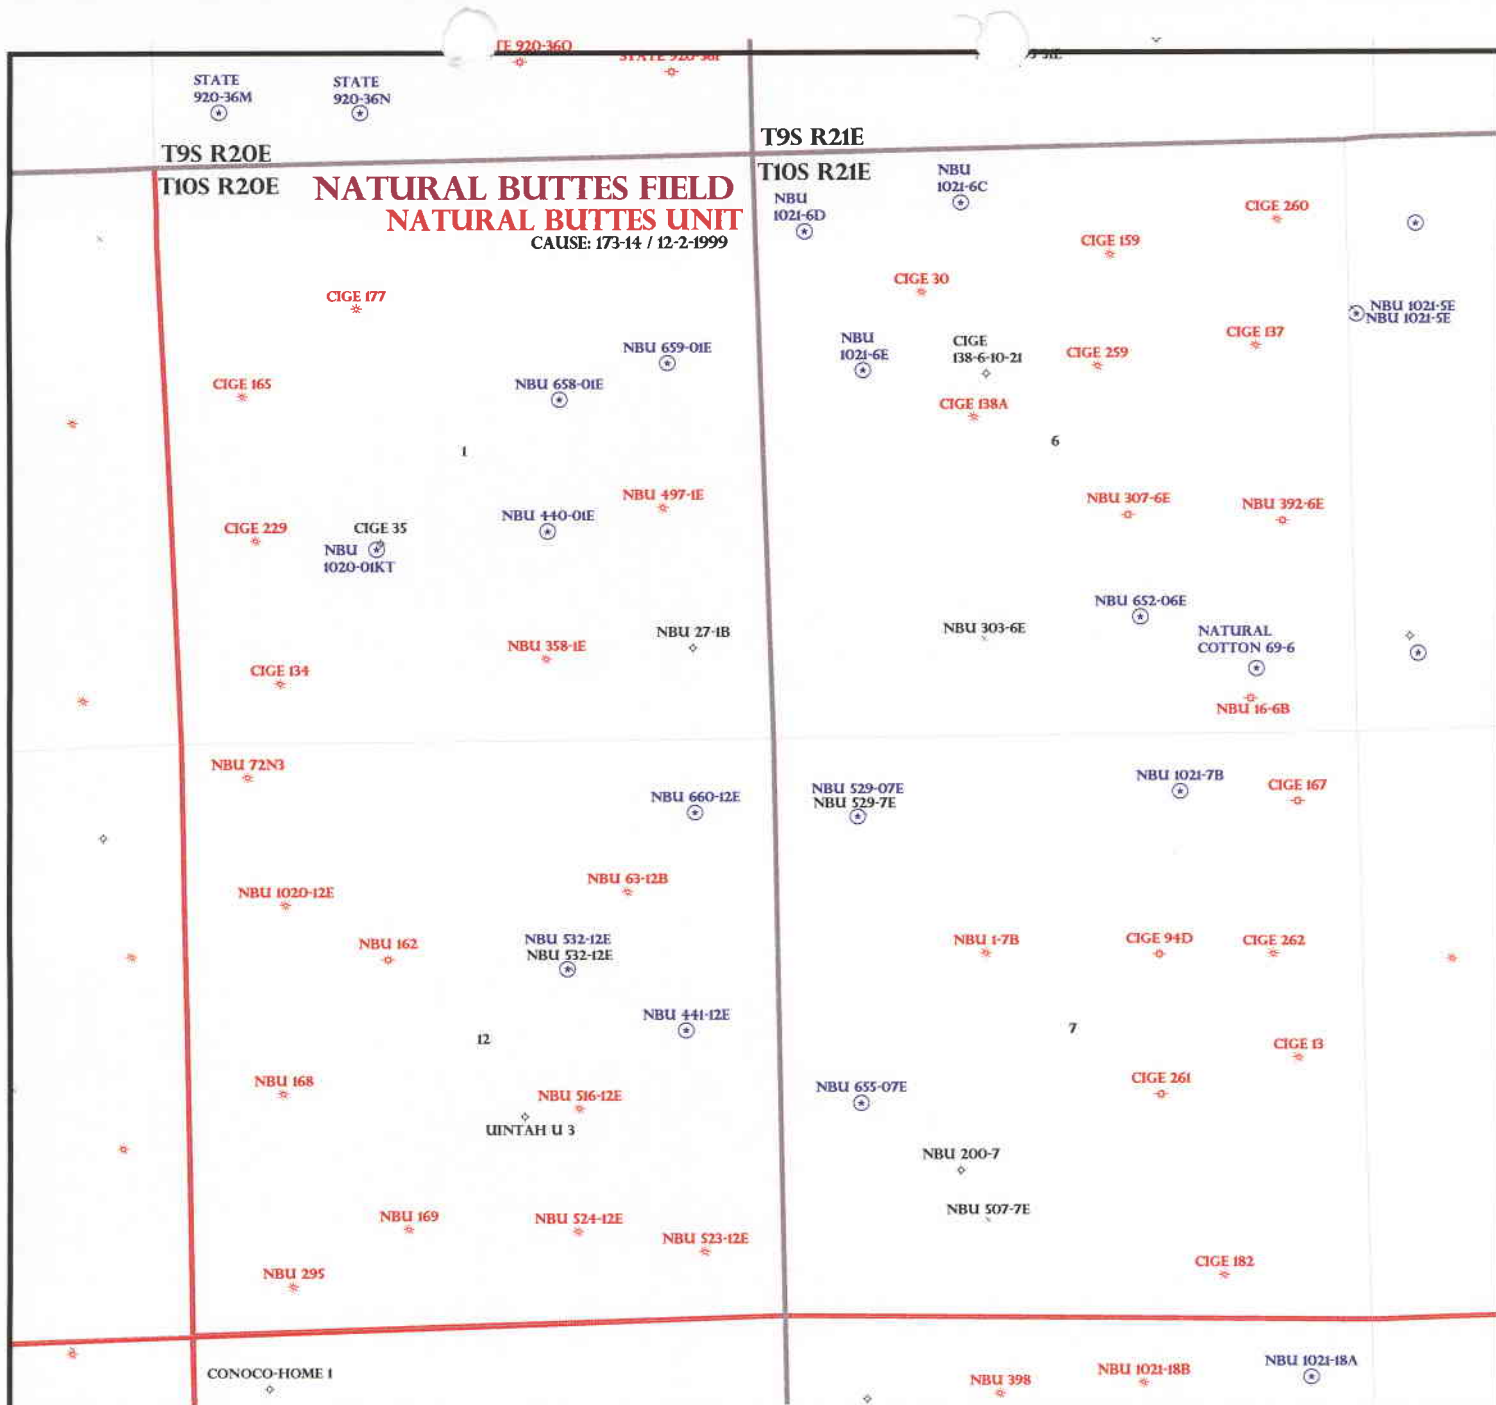 TE 920-36O
STATE
920-36M
STATE
920-36N
T9S R20E
T9S R21E
T10S R20E
T10S R21E
NATURAL BUTTES FIELD
NATURAL BUTTES UNIT
CAUSE: 173-14 / 12-2-1999
NBU
1021-6D
NBU
1021-6C
CIGE 260
CIGE 159
CIGE 30
CIGE 177
NBU 1021-5E
NBU 1021-5E
CIGE 137
NBU 659-01E
NBU
1021-6E
CIGE
138-6-10-21
CIGE 259
CIGE 165
NBU 658-01E
CIGE 138A
1
6
NBU 497-1E
NBU 307-6E
NBU 392-6E
CIGE 229
CIGE 35
NBU 440-01E
NBU
1020-01KT
NBU 652-06E
NBU 27-1B
NBU 303-6E
NATURAL
COTTON 69-6
NBU 358-1E
CIGE 134
NBU 16-6B
NBU 72N3
NBU 660-12E
NBU 529-07E
NBU 529-7E
NBU 1021-7B
CIGE 167
NBU 63-12B
NBU 1020-12E
NBU 162
NBU 532-12E
NBU 532-12E
NBU 1-7B
CIGE 94D
CIGE 262
NBU 441-12E
12
7
CIGE 13
NBU 168
NBU 516-12E
NBU 655-07E
CIGE 261
UINTAH U 3
NBU 200-7
NBU 507-7E
NBU 169
NBU 524-12E
NBU 523-12E
CIGE 182
NBU 295
CONOCO-HOME 1
NBU 398
NBU 1021-18B
NBU 1021-18A